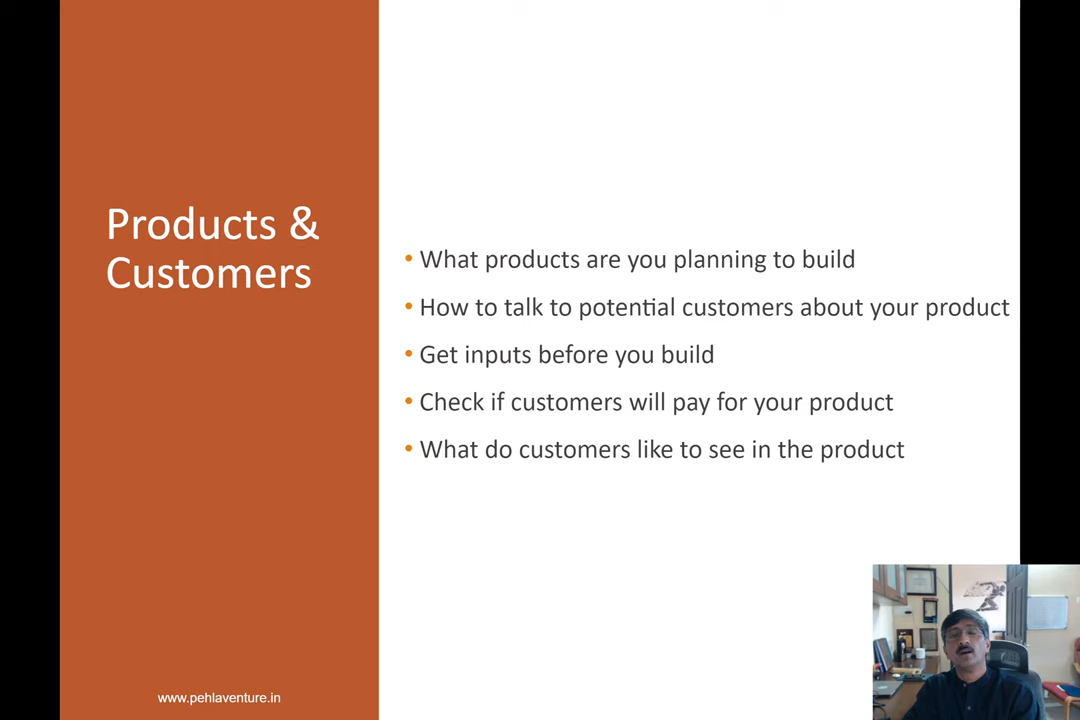 Products &
Customers
• What products are you planning to build
• How to talk to potential customers about your product
• Get inputs before you build
• Check if customers will pay for your product
• What do customers like to see in the product
www.pehlaventure.in